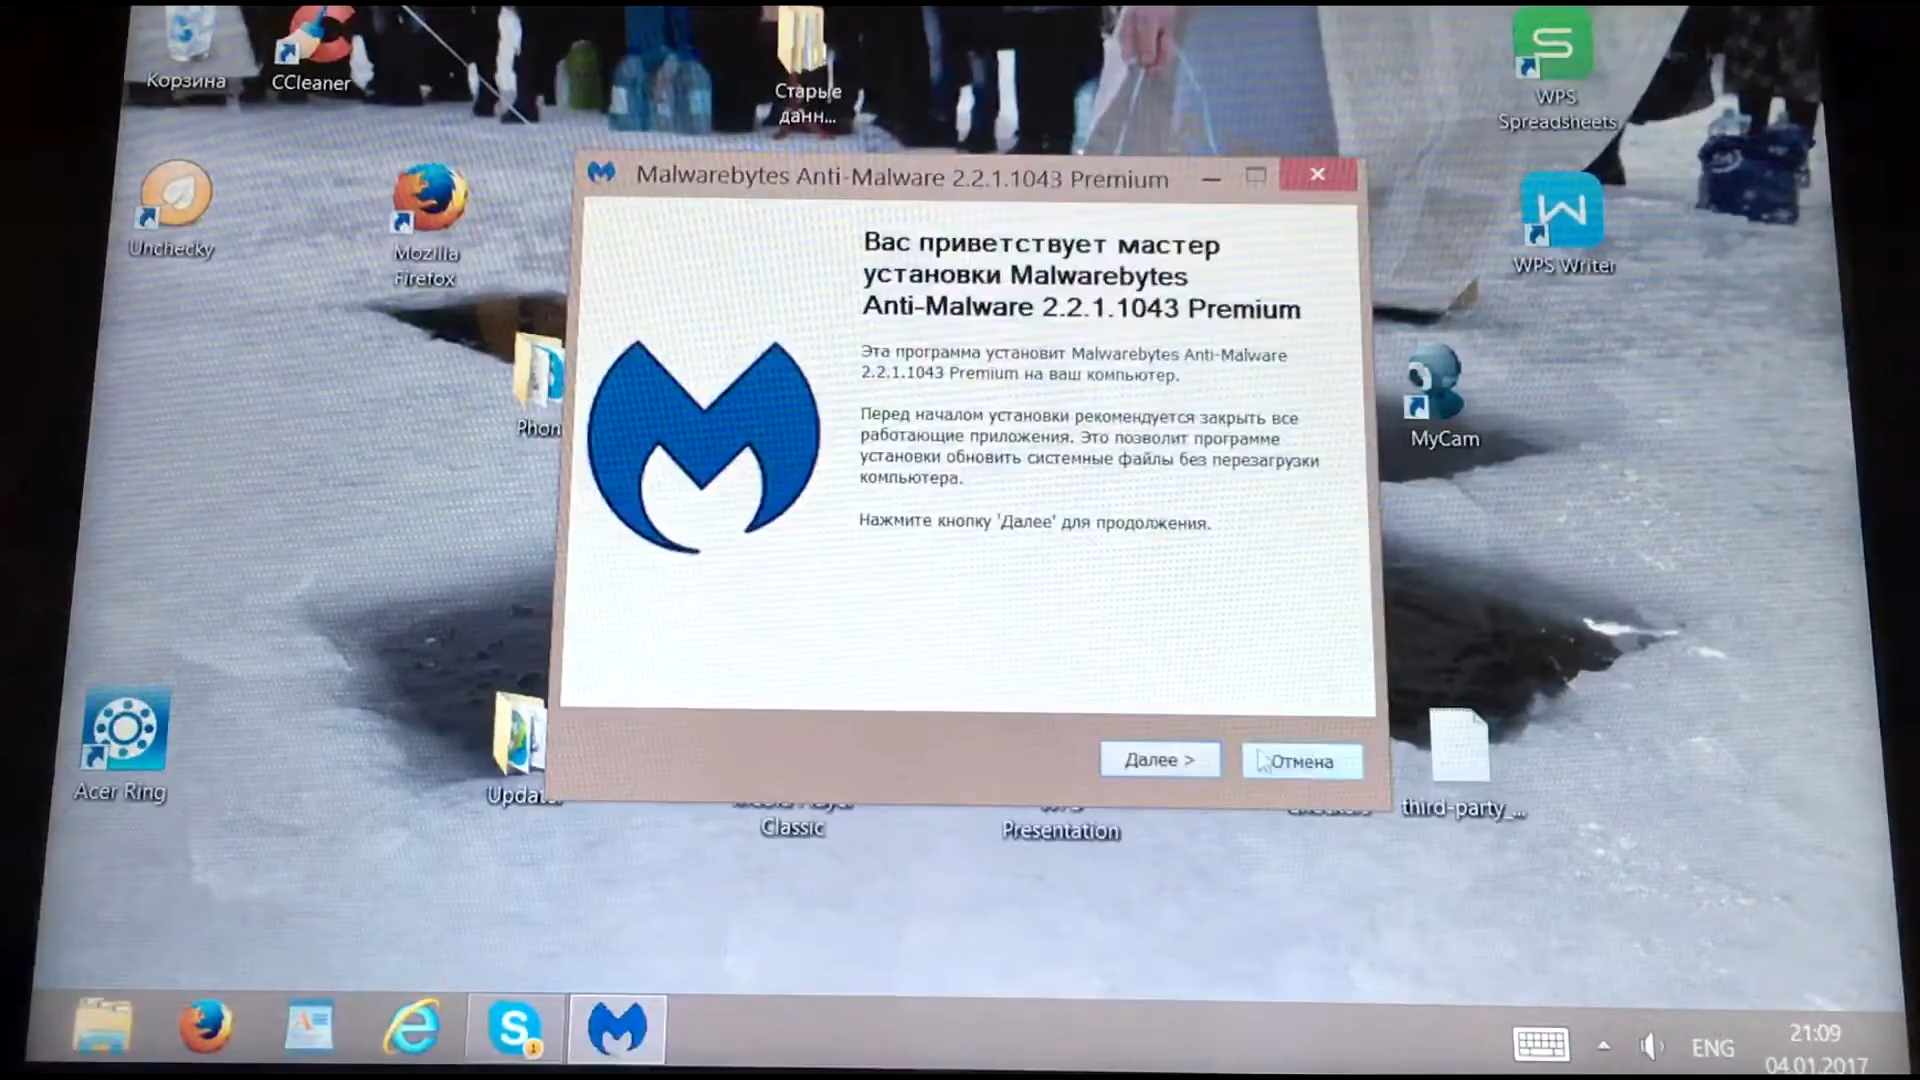 Корзина
CCleaner
Старые
данн...
WPS
Spreadsheets
Unchecky
Mozilla
Firefox
WPS Writer
Malwarebytes Anti-Malware 2.2.1.1043 Premium
Вас приветствует мастер
установки Malwarebytes
Anti-Malware 2.2.1.1043 Premium
Эта программа установит Malwarebytes Anti-Malware
2.2.1.1043 Premium на ваш компьютер.
Перед началом установки рекомендуется закрыть все
работающие приложения. Это позволит программе
установки обновить системные файлы без перезагрузки
компьютера.
Нажмите кнопку 'Далее' для продолжения.
Далее >
Отмена
Phon
MyCam
Acer Ring
Classic
Presentation
third-party_...
ENG
21:09
04.01.2017